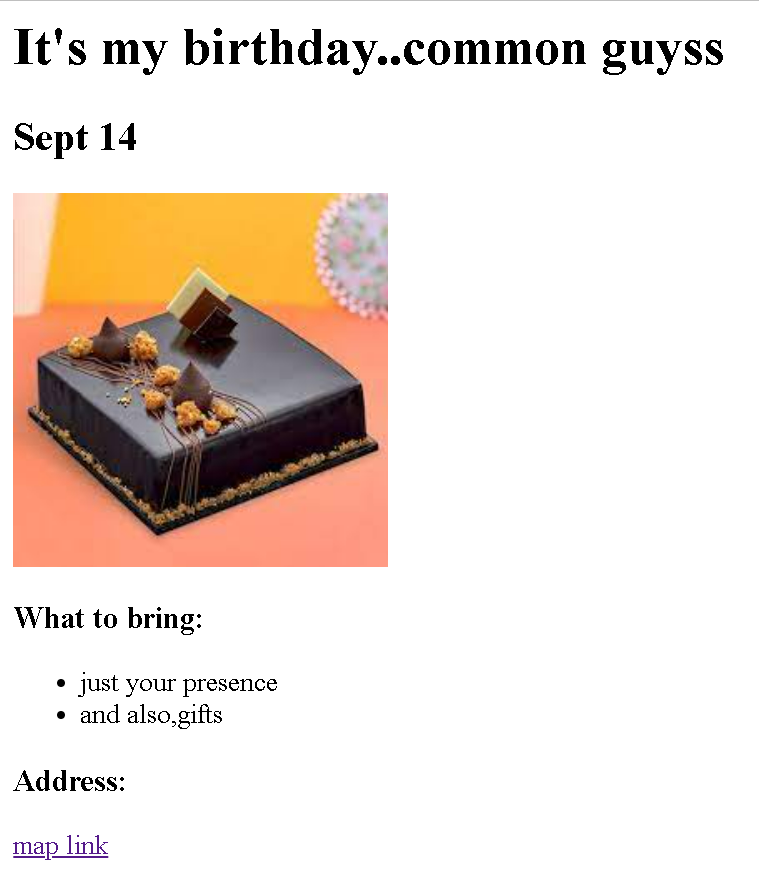 It's my birthday..common guyss
Sept 14
What to bring:
just your presence
and also,gifts
Address:
map link